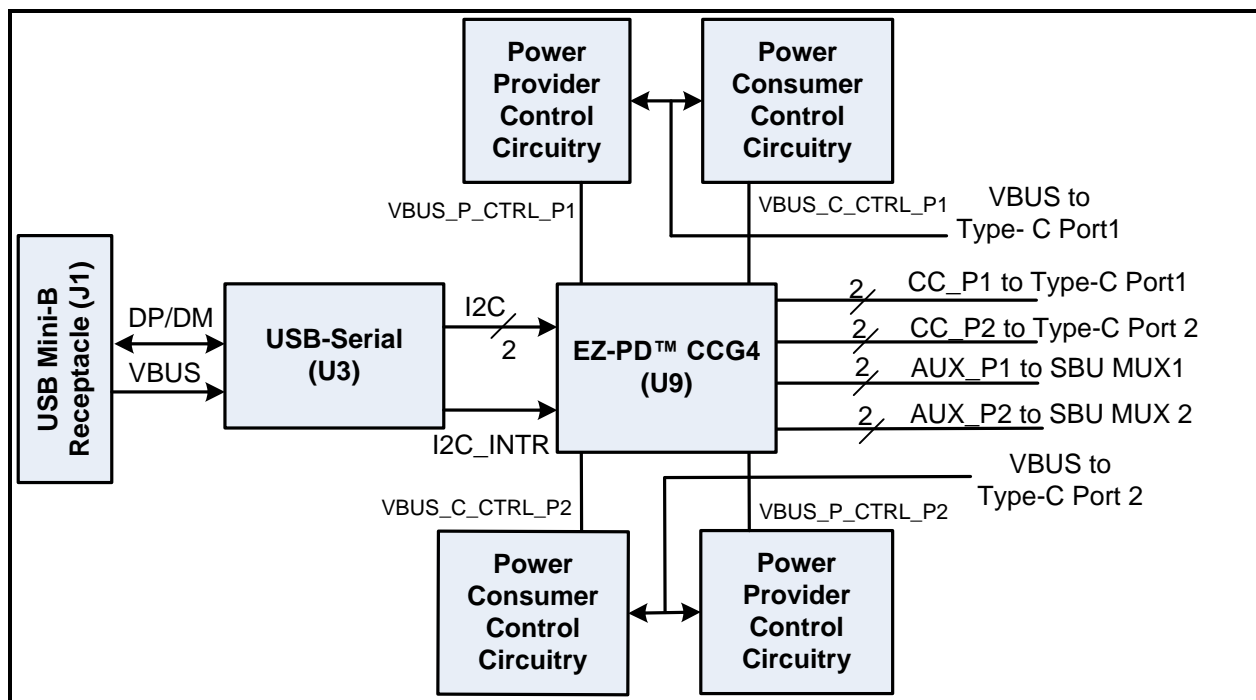 Power
Provider
Control
Circuitry
Power
Consumer
Control
Circuitry
VBUS_P_CTRL_P1
VBUS_C_CTRL_P1
VBUS to
Type- C Port1
USB Mini-B
Receptacle (J1)
DP/DM
VBUS
USB-Serial
(U3)
I2C
2
I2C_INTR
EZ-PD™ CCG4
(U9)
2
CC_P1 to Type-C Port1
2
CC_P2 to Type-C Port 2
2
AUX_P1 to SBU MUX1
2
AUX_P2 to SBU MUX 2
VBUS to
Type-C Port 2
VBUS_C_CTRL_P2
VBUS_P_CTRL_P2
Power
Consumer
Control
Circuitry
Power
Provider
Control
Circuitry